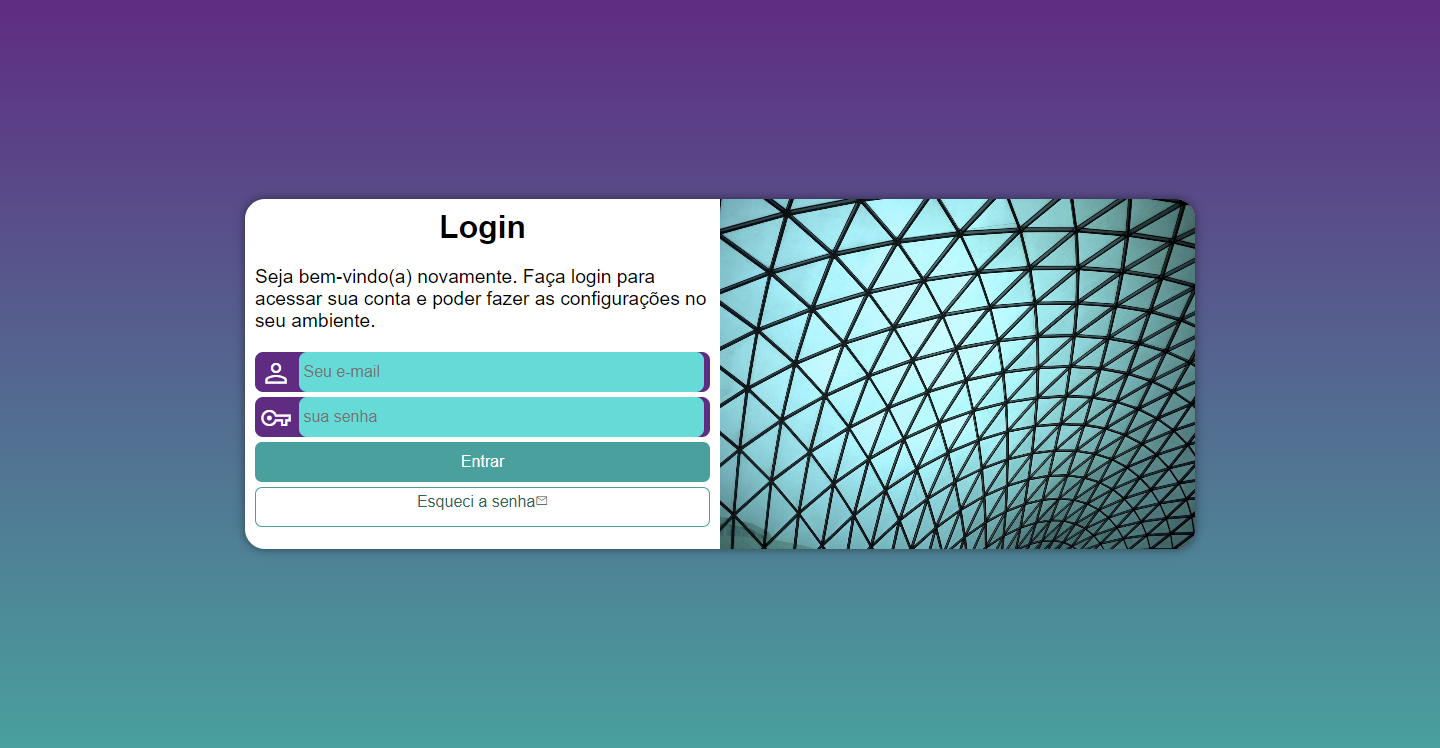 Login
Seja bem-vindo(a) novamente. Faça login para
acessar sua conta e poder fazer as configurações no
seu ambiente.
Seu e-mail
sua senha
Entrar
Esqueci a senha